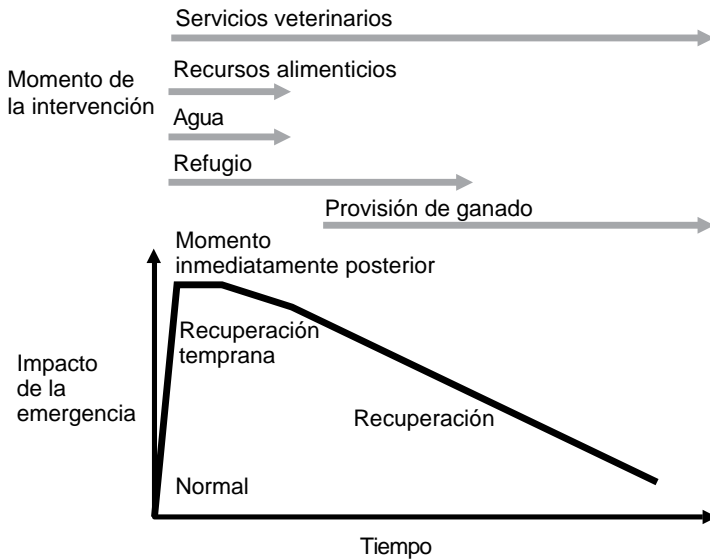 Servicios veterinarios
Momento de
la intervención
Recursos alimenticios
Agua
Refugio
Provisión de ganado
Momento
inmediatamente posterior
Recuperación
temprana
Impacto
de la
emergencia
Recuperación
Normal
Tiempo